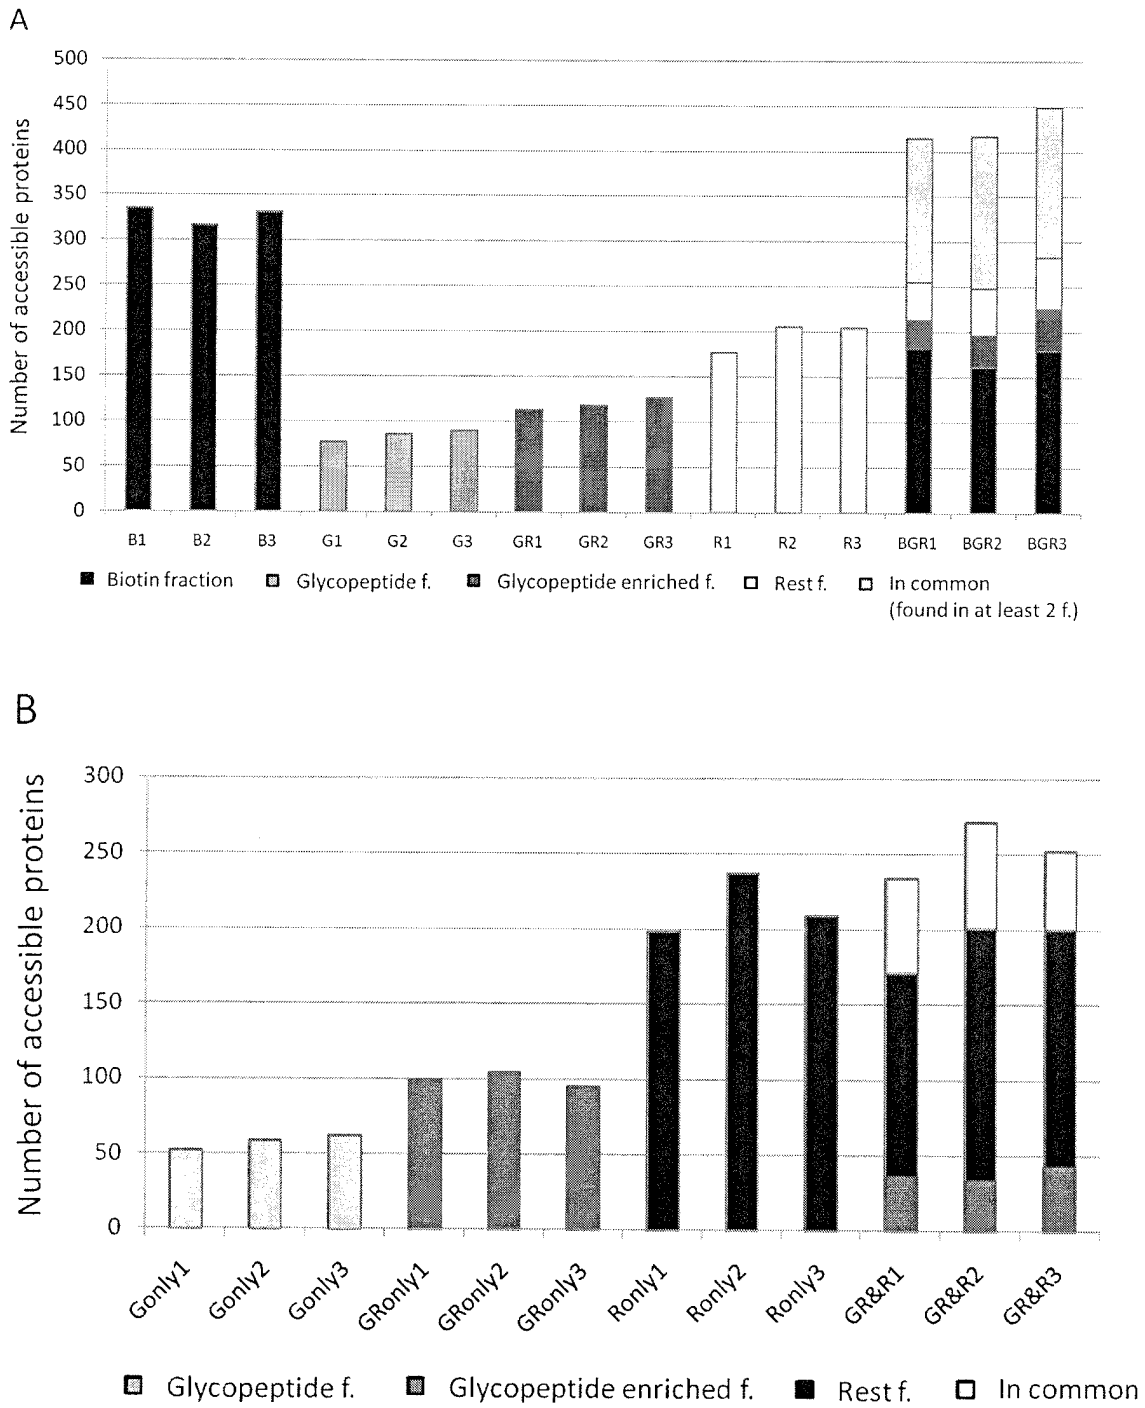 A
Number of accessible proteins
500
450
400
350
300
250
200
150
100
50
0
B1 B2 B3 G1 G2 G3 GR1 GR2 GR3 R1 R2 R3 BGR1 BGR2 BGR3
Biotin fraction Glycopeptide f. Glycopeptide enriched f. Rest f. In common
(found in at least 2 f.)
B
Number of accessible proteins
300
250
200
150
100
50
0
Gonly1 Gonly2 Gonly3 GRonly1 GRonly2 GRonly3 Ronly1 Ronly2 Ronly3 GR&R1 GR&R2 GR&R3
Glycopeptide f. Glycopeptide enriched f. Rest f. In common